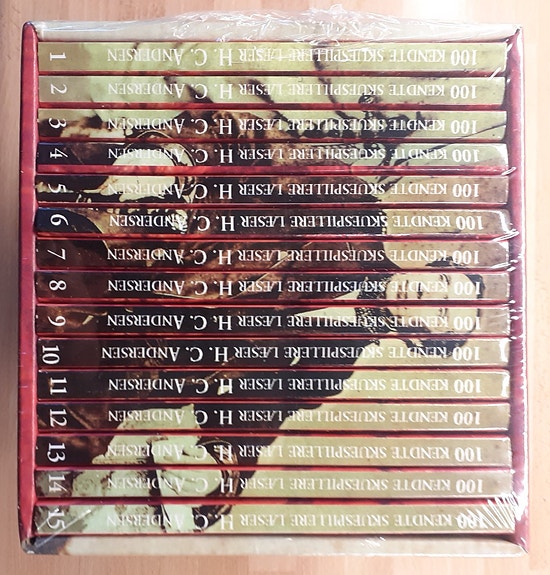 100 KENDTE SKUESPILLERE LÆSER H. C. ANDERSEN 1
100 KENDTE SKUESPILLERE LÆSER H. C. ANDERSEN 2
100 KENDTE SKUESPILLERE LÆSER H. C. ANDERSEN 3
100 KENDTE SKUESPILLERE LÆSER H. C. ANDERSEN 4
100 KENDTE SKUESPILLERE LÆSER H. C. ANDERSEN 5
100 KENDTE SKUESPILLERE LÆSER H. C. ANDERSEN 6
100 KENDTE SKUESPILLERE LÆSER H. C. ANDERSEN 7
100 KENDTE SKUESPILLERE LÆSER H. C. ANDERSEN 8
100 KENDTE SKUESPILLERE LÆSER H. C. ANDERSEN 9
100 KENDTE SKUESPILLERE LÆSER H. C. ANDERSEN 10
100 KENDTE SKUESPILLERE LÆSER H. C. ANDERSEN 11
100 KENDTE SKUESPILLERE LÆSER H. C. ANDERSEN 12
100 KENDTE SKUESPILLERE LÆSER H. C. ANDERSEN 13
100 KENDTE SKUESPILLERE LÆSER H. C. ANDERSEN 14
100 KENDTE SKUESPILLERE LÆSER H. C. ANDERSEN 15